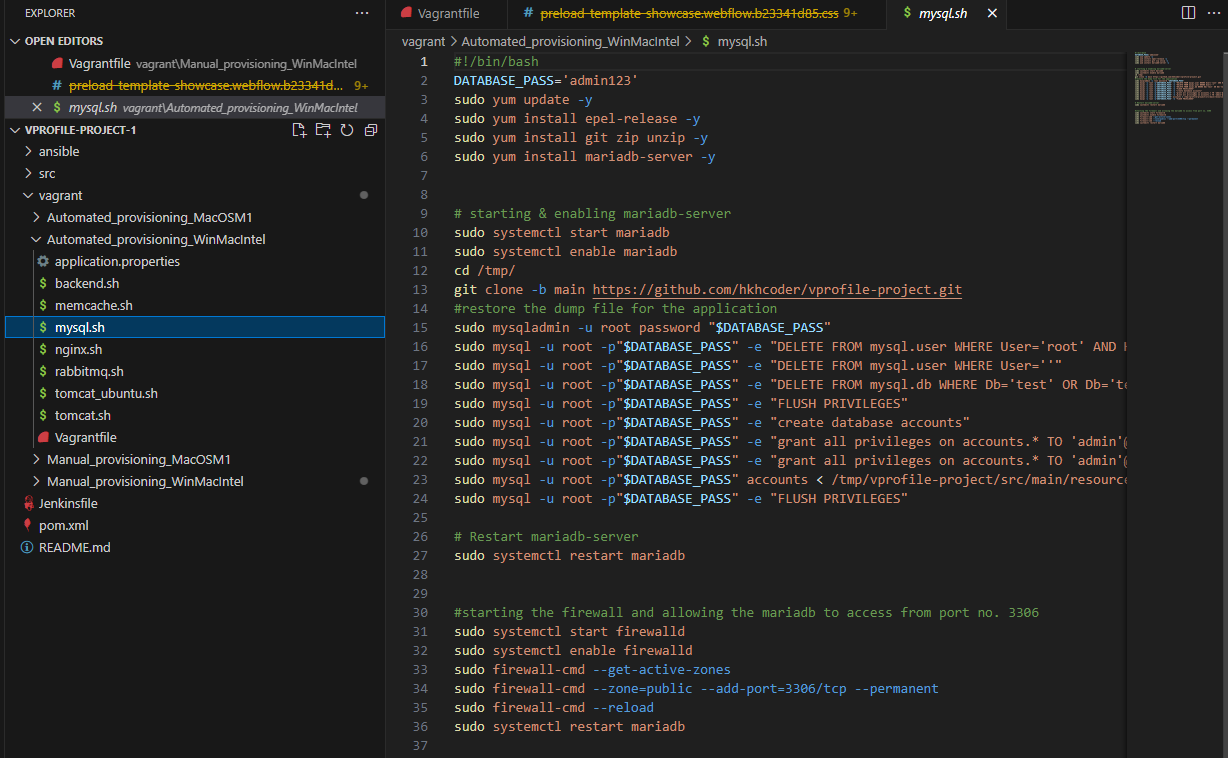 EXPLORER
OPEN EDITORS
Vagrantfile vagrant\Manual_provisioning_WinMacIntel
# preload-template-showcase.webflow.b23341d... 9+
$ mysql.sh vagrant\Automated_provisioning_WinMacIntel
VPROFILE-PROJECT-1
ansible
src
vagrant
Automated_provisioning_MacOSM1
Automated_provisioning_WinMacIntel
application.properties
$ backend.sh
$ memcache.sh
$ mysql.sh
$ nginx.sh
$ rabbitmq.sh
$ tomcat_ubuntu.sh
$ tomcat.sh
Vagrantfile
Manual_provisioning_MacOSM1
Manual_provisioning_WinMacIntel
Jenkinsfile
pom.xml
README.md
Vagrantfile # preload-template-showcase.webflow.b23341d85.css 9+ $ mysql.sh
vagrant > Automated_provisioning_WinMacIntel > $ mysql.sh
1 #!/bin/bash
2 DATABASE_PASS='admin123'
3 sudo yum update -y
4 sudo yum install epel-release -y
5 sudo yum install git zip unzip -y
6 sudo yum install mariadb-server -y
7
8
9 # starting & enabling mariadb-server
10 sudo systemctl start mariadb
11 sudo systemctl enable mariadb
12 cd /tmp/
13 git clone -b main https://github.com/hkhcoder/vprofile-project.git
14 #restore the dump file for the application
15 sudo mysqladmin -u root password "$DATABASE_PASS"
16 sudo mysql -u root -p"$DATABASE_PASS" -e "DELETE FROM mysql.user WHERE User='root' AND
17 sudo mysql -u root -p"$DATABASE_PASS" -e "DELETE FROM mysql.user WHERE User=''"
18 sudo mysql -u root -p"$DATABASE_PASS" -e "DELETE FROM mysql.db WHERE Db='test' OR Db='te
19 sudo mysql -u root -p"$DATABASE_PASS" -e "FLUSH PRIVILEGES"
20 sudo mysql -u root -p"$DATABASE_PASS" -e "create database accounts"
21 sudo mysql -u root -p"$DATABASE_PASS" -e "grant all privileges on accounts.* TO 'admin'@
22 sudo mysql -u root -p"$DATABASE_PASS" -e "grant all privileges on accounts.* TO 'admin'@
23 sudo mysql -u root -p"$DATABASE_PASS" accounts < /tmp/vprofile-project/src/main/resource
24 sudo mysql -u root -p"$DATABASE_PASS" -e "FLUSH PRIVILEGES"
25
26 # Restart mariadb-server
27 sudo systemctl restart mariadb
28
29
30 #starting the firewall and allowing the mariadb to access from port no. 3306
31 sudo systemctl start firewalld
32 sudo systemctl enable firewalld
33 sudo firewall-cmd --get-active-zones
34 sudo firewall-cmd --zone=public --add-port=3306/tcp --permanent
35 sudo firewall-cmd --reload
36 sudo systemctl restart mariadb
37